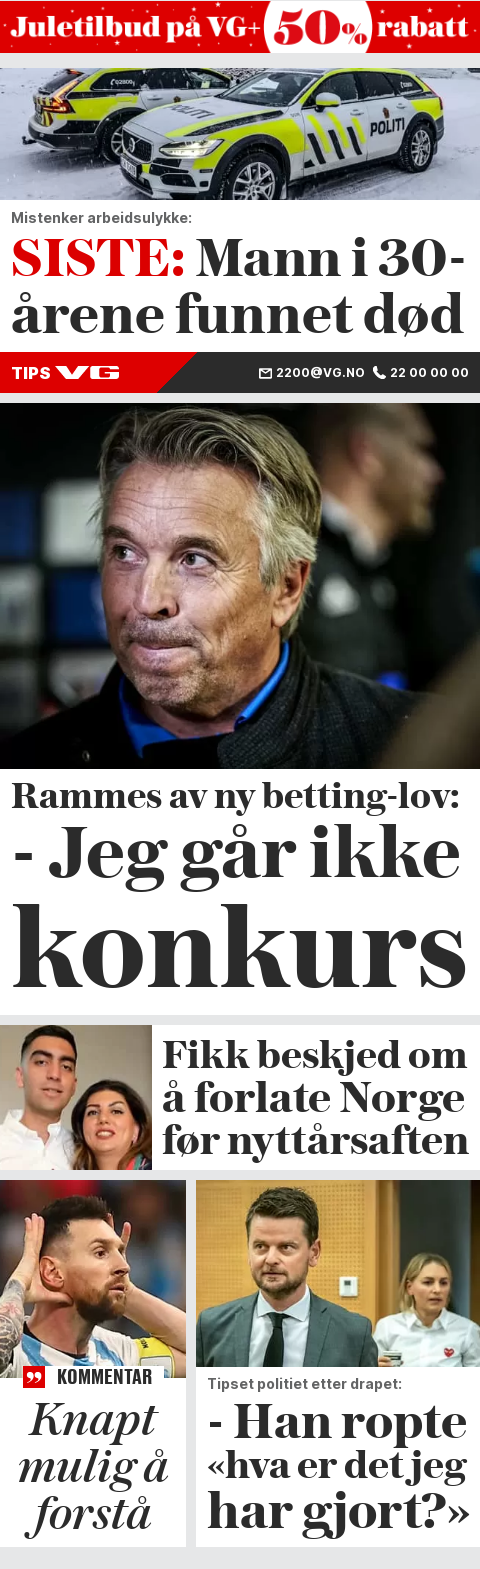 Juletilbud på VG+ 50% rabatt
POLITI
Mistenker arbeidsulykke:
SISTE: Mann i 30-
årene funnet død
TIPS VG 2200@VG.NO 22 00 00 00
Rammes av ny betting-lov:
- Jeg går ikke
konkurs
Fikk beskjed om
å forlate Norge
før nyttårsaften
KOMMENTAR
Knapt
mulig å
forstå
Tipset politiet etter drapet:
- Han ropte
«hva er det jeg
har gjort?»